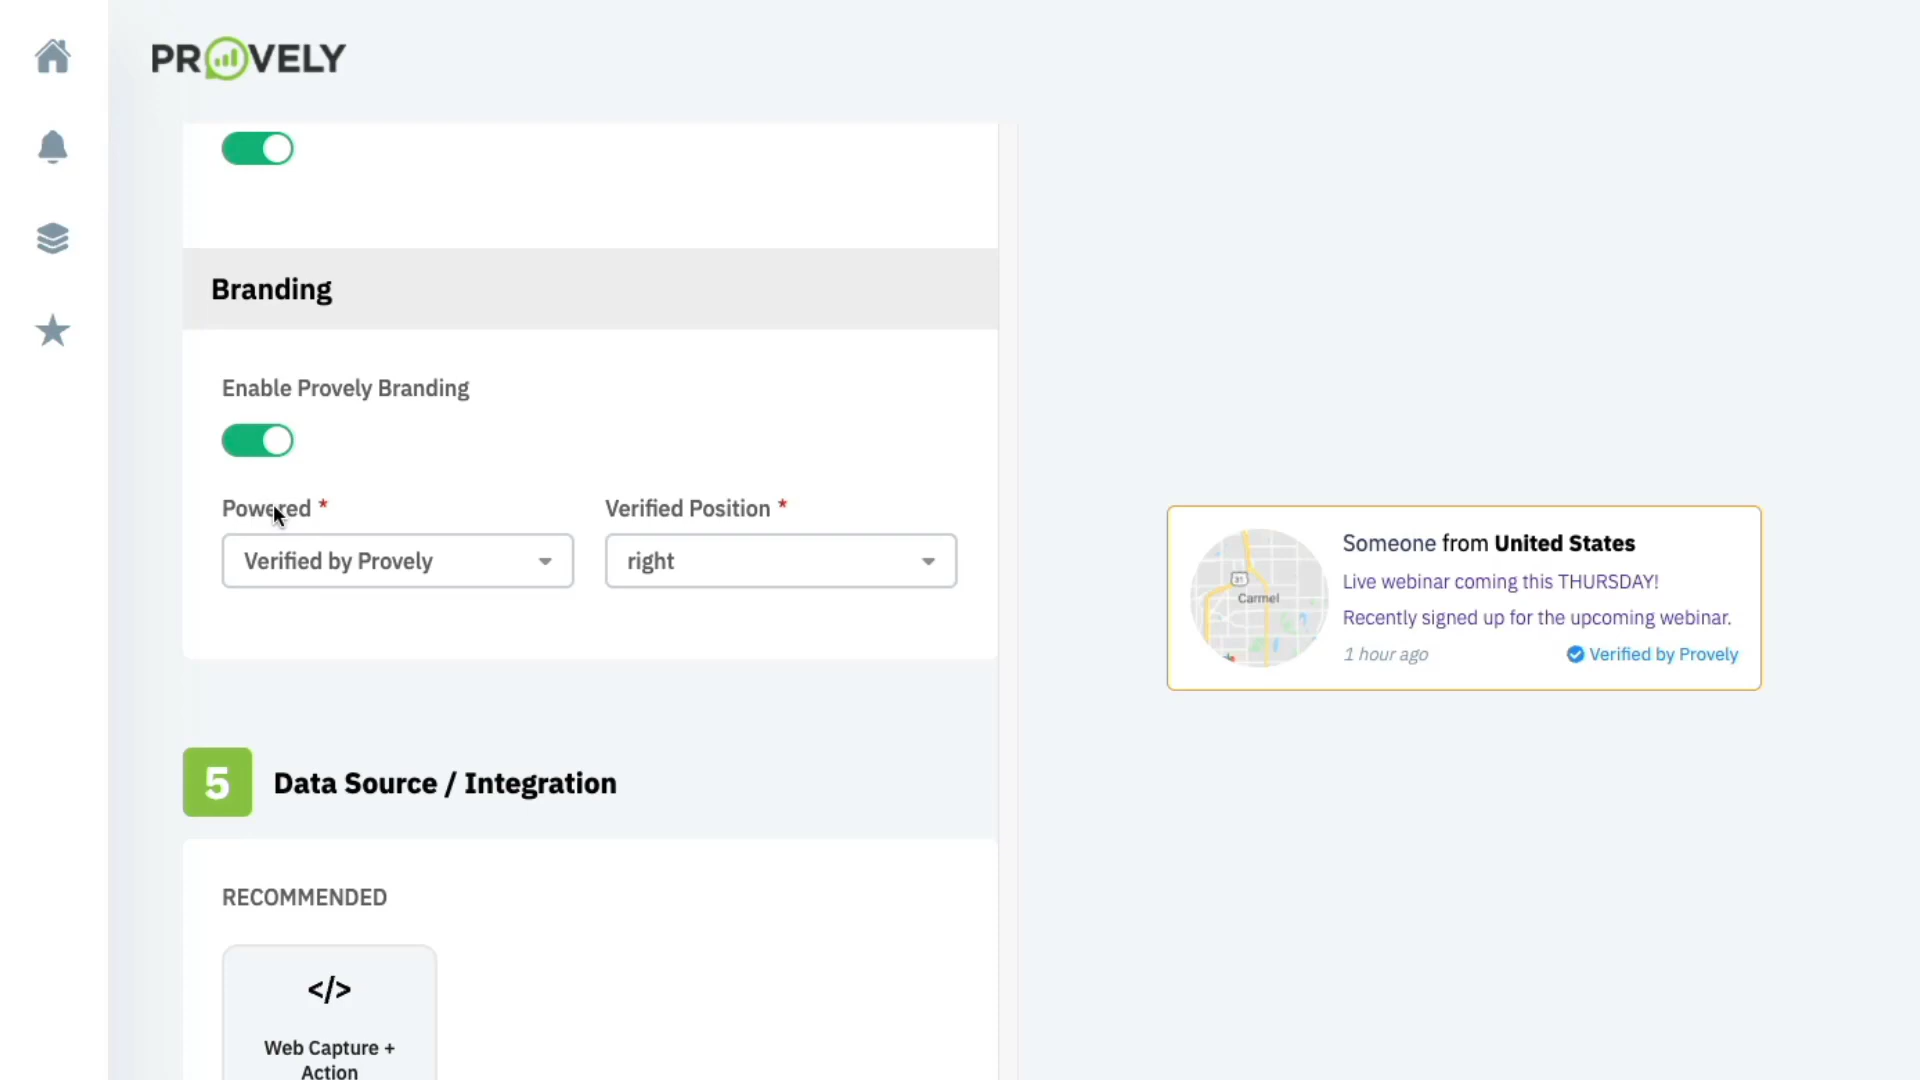 PROVELY
Branding
Enable Provely Branding
Powered *
Verified Position *
Verified by Provely
right
Someone from United States
Live webinar coming this THURSDAY!
Recently signed up for the upcoming webinar.
1 hour ago
Verified by Provely
31
Carmel
5
Data Source / Integration
RECOMMENDED
</>
Web Capture +
Action